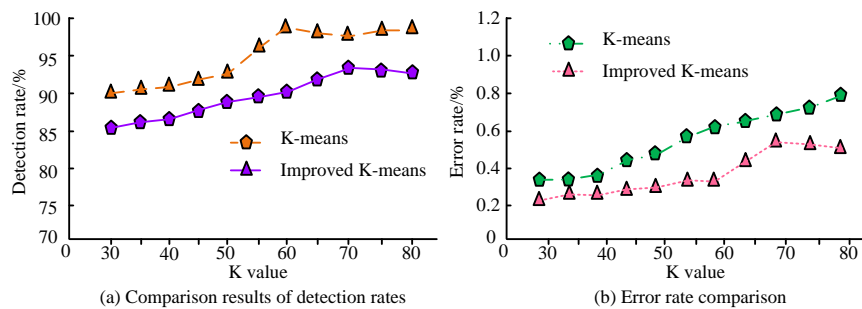 100
95
90
85
80
75
70
0
30
40
50
60
70
80
Detection rate/%
K value
K-means
Improved K-means
(a) Comparison results of detection rates
1.2
1.0
0.8
0.6
0.4
0.2
0
0
30
40
50
60
70
80
Error rate/%
K value
K-means
Improved K-means
(b) Error rate comparison